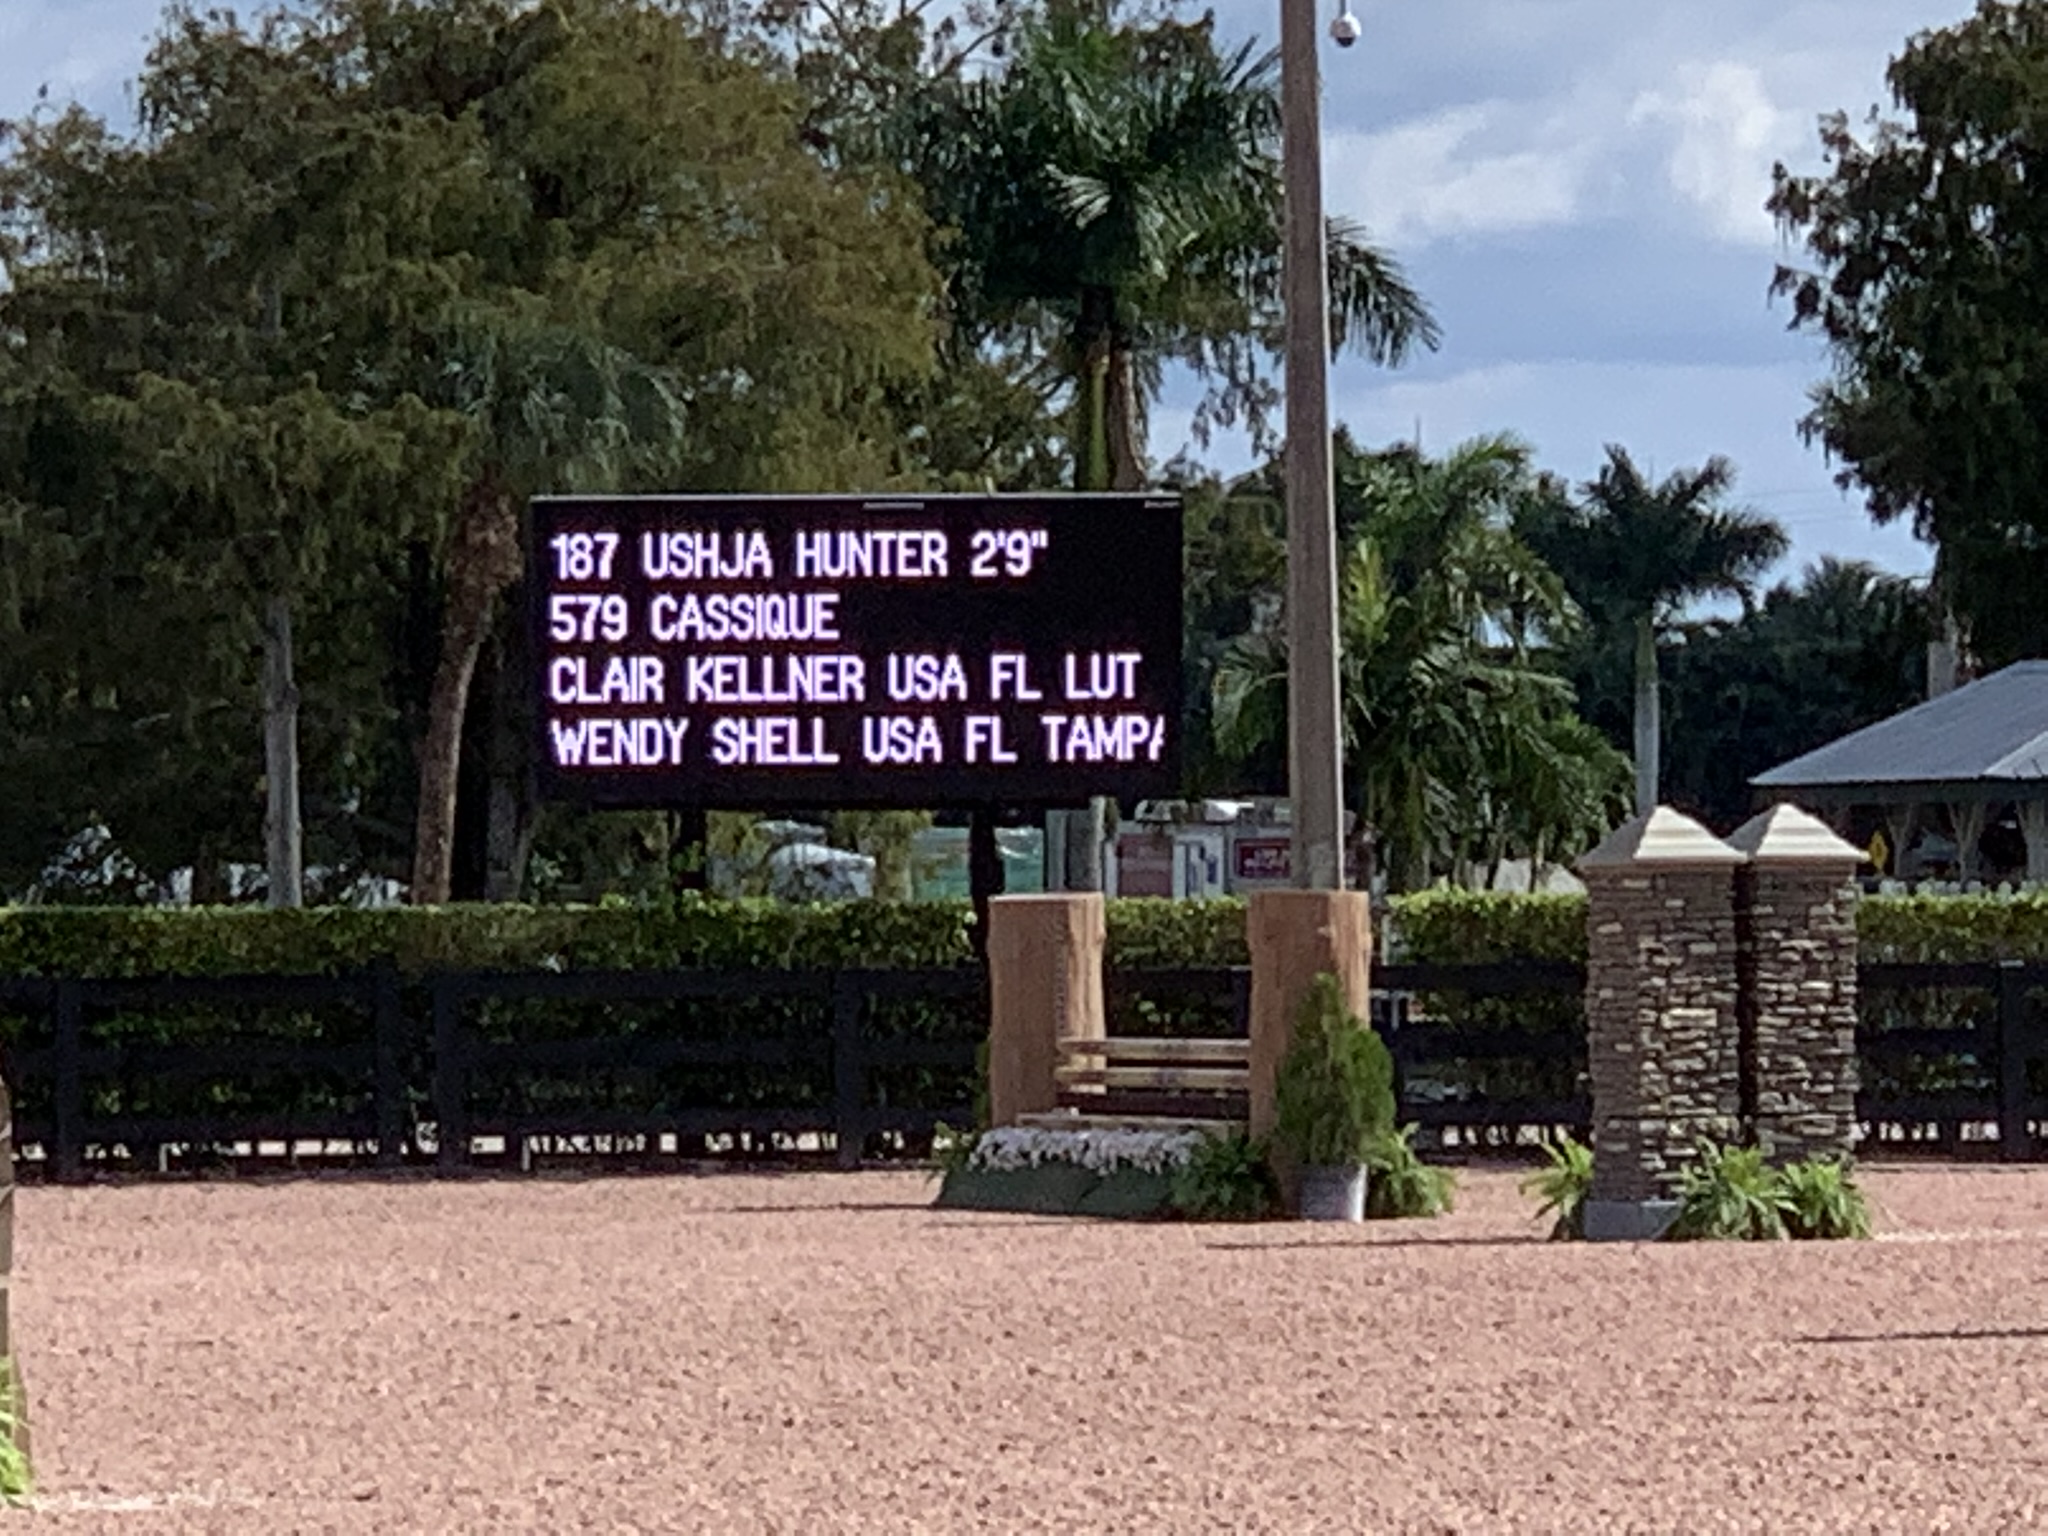 187 USHJA HUNTER 2'9"
579 CASSIQUE
CLAIR KELLNER USA FL LUT
WENDY SHELL USA FL TAMPA